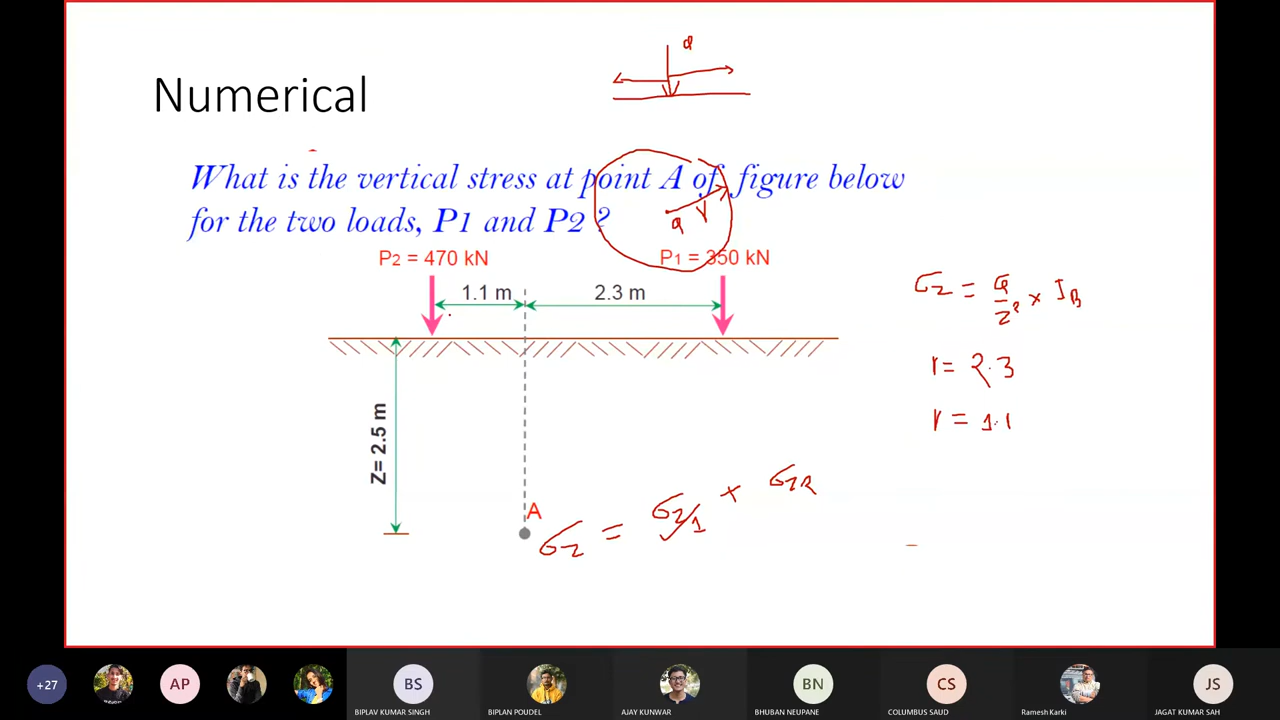 Q
Numerical
What is the vertical stress at point A of figure below
for the two loads, P1 and P2 ?
Q r
P2 = 470 kN
P1 = 350 kN
1.1 m
2.3 m
σz = Q/z² × IB
r = 2.3
r = 1.1
Z= 2.5 m
A
σz = σz1 + σz2
+27
AP
BS
BN
CS
JS
BIPLAV KUMAR SINGH
BIPLAN POUDEL
AJAY KUNWAR
BHUBAN NEUPANE
COLUMBUS SAUD
Ramesh Karki
JAGAT KUMAR SAH